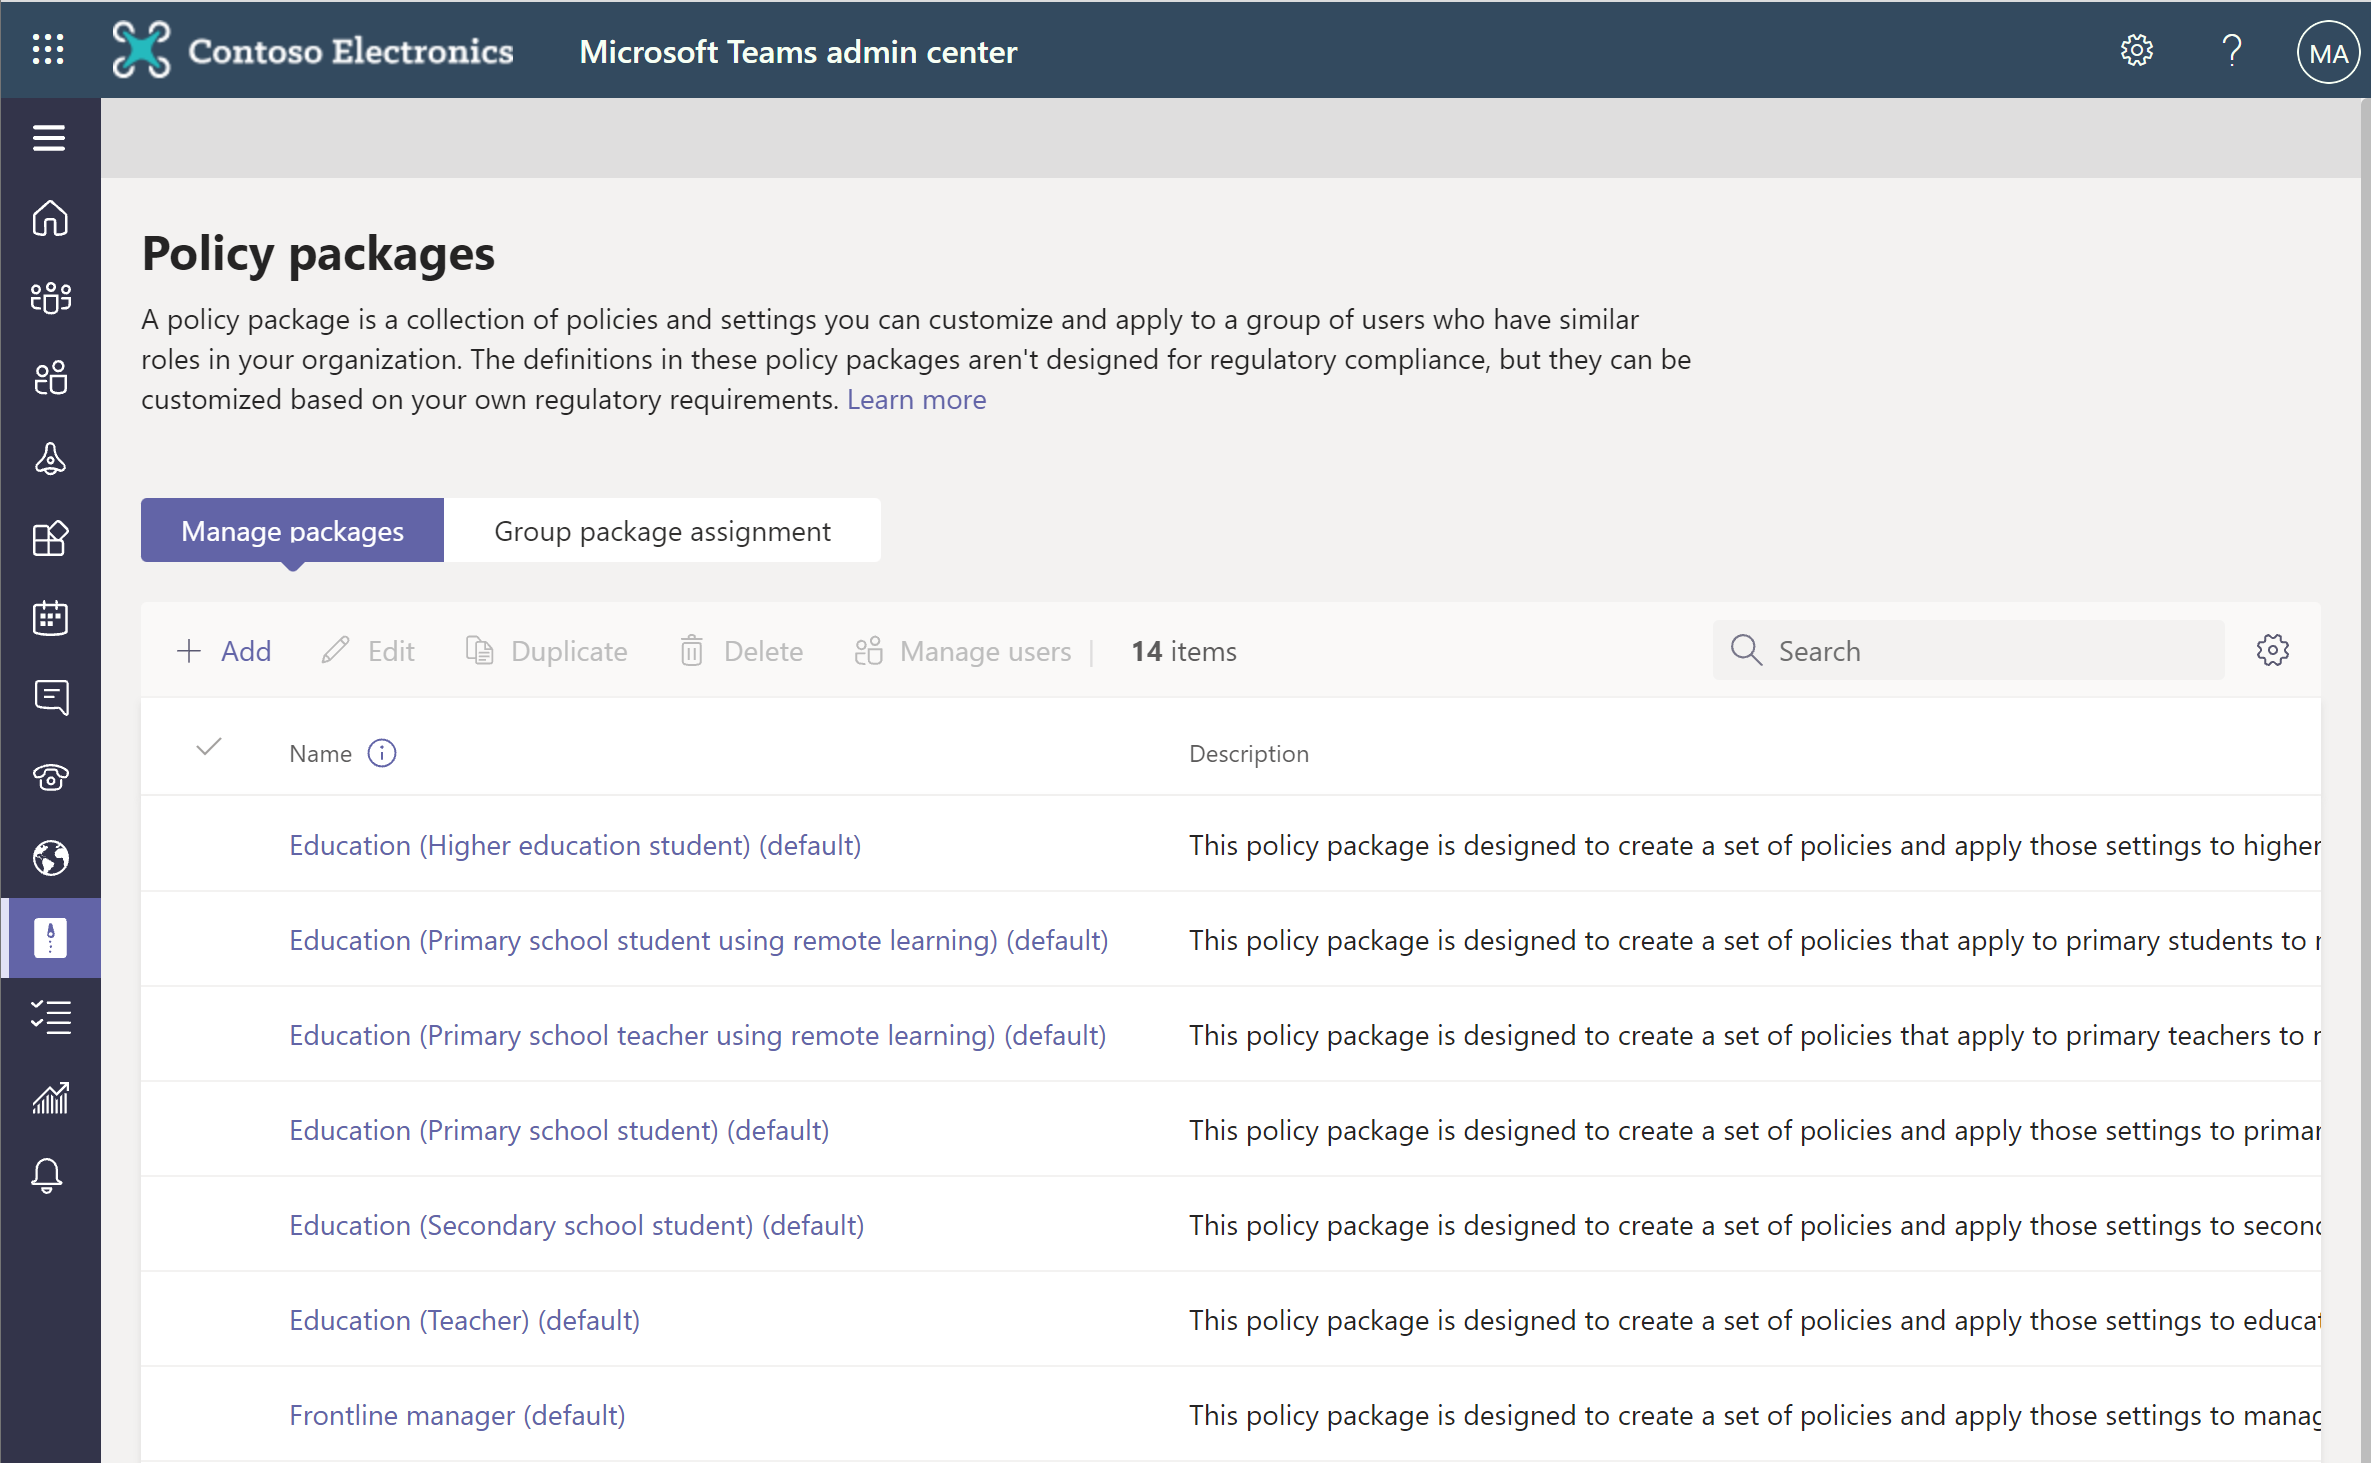 Contoso Electronics
Microsoft Teams admin center
MA
Policy packages
A policy package is a collection of policies and settings you can customize and apply to a group of users who have similar
roles in your organization. The definitions in these policy packages aren't designed for regulatory compliance, but they can be
customized based on your own regulatory requirements. Learn more
Manage packages
Group package assignment
Add
Edit
Duplicate
Delete
Manage users
14 items
Search
Name
Description
Education (Higher education student) (default)
This policy package is designed to create a set of policies and apply those settings to higher
Education (Primary school student using remote learning) (default)
This policy package is designed to create a set of policies that apply to primary students to
Education (Primary school teacher using remote learning) (default)
This policy package is designed to create a set of policies that apply to primary teachers to
Education (Primary school student) (default)
This policy package is designed to create a set of policies and apply those settings to primar
Education (Secondary school student) (default)
This policy package is designed to create a set of policies and apply those settings to secon
Education (Teacher) (default)
This policy package is designed to create a set of policies and apply those settings to educa
Frontline manager (default)
This policy package is designed to create a set of policies and apply those settings to manag